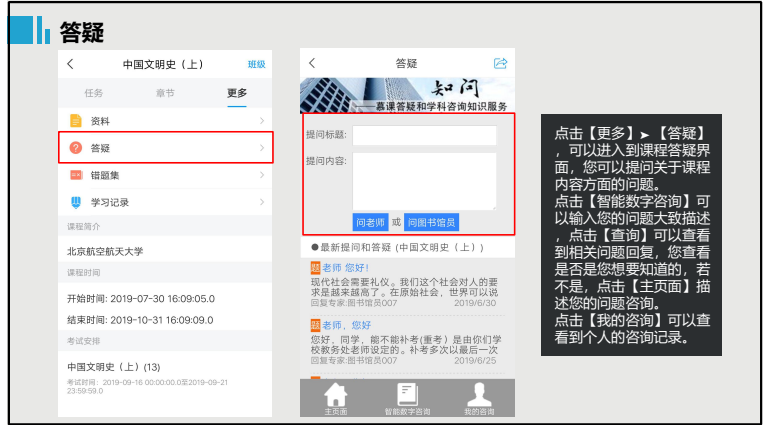 答疑
中国文明史（上）
班级
任务
章节
更多
资料
答疑
错题集
学习记录
课程简介
北京航空航天大学
课程时间
开始时间: 2019-07-30 16:09:05.0
结束时间: 2019-10-31 16:09:09.0
考试安排
中国文明史（上）(13)
考试时间：2019-09-16 00:00:00.0至2019-09-21
23:59:59.0
答疑
知问
——慕课答疑和学科咨询知识服务
提问标题:
提问内容:
问老师 或 问图书馆员
●最新提问和答疑 (中国文明史（上）)
题 老师 您好!
现代社会需要礼仪。我们这个社会对人的要
求是越来越高了。在原始社会，世界可以说
回复专家:图书馆员007 2019/6/30
题 老师，您好
您好，同学，能不能补考(重考）是由你们学
校教务处老师设定的。补考多次以最后一次
回复专家:图书馆员007 2019/6/25
主页面
智能数字咨询
我的咨询
点击【更多】➤【答疑】
，可以进入到课程答疑界
面，您可以提问关于课程
内容方面的问题。
点击【智能数字咨询】可
以输入您的问题大致描述
，点击【查询】可以查看
到相关问题回复，您查看
是否是您想要知道的，若
不是，点击【主页面】描
述您的问题咨询。
点击【我的咨询】可以查
看到个人的咨询记录。